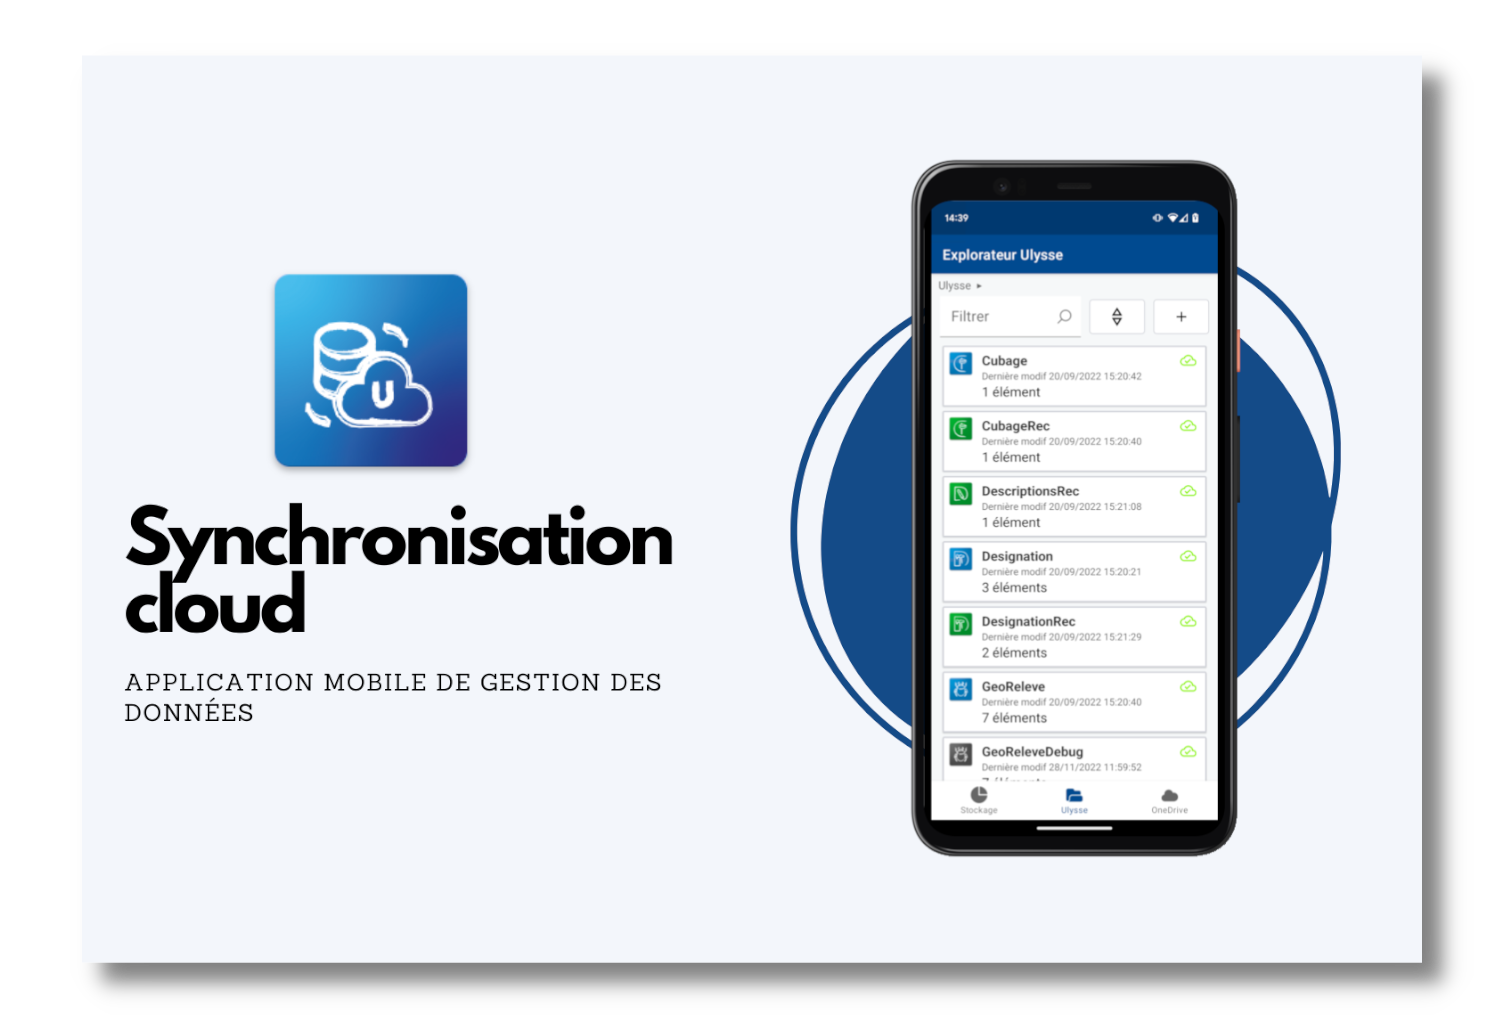 U
Synchronisation
cloud
APPLICATION MOBILE DE GESTION DES
DONNÉES
14:39
Explorateur Ulysse
Ulysse
Filtrer
+
Cubage
Dernière modif 20/09/2022 15:20:42
1 élément
CubageRec
Dernière modif 20/09/2022 15:20:40
1 élément
DescriptionsRec
Dernière modif 20/09/2022 15:21:08
1 élément
Designation
Dernière modif 20/09/2022 15:20:21
3 éléments
DesignationRec
Dernière modif 20/09/2022 15:21:29
2 éléments
GeoReleve
Dernière modif 20/09/2022 15:20:40
7 éléments
GeoReleveDebug
Dernière modif 28/11/2022 11:59:52
Stockage
Ulysse
OneDrive